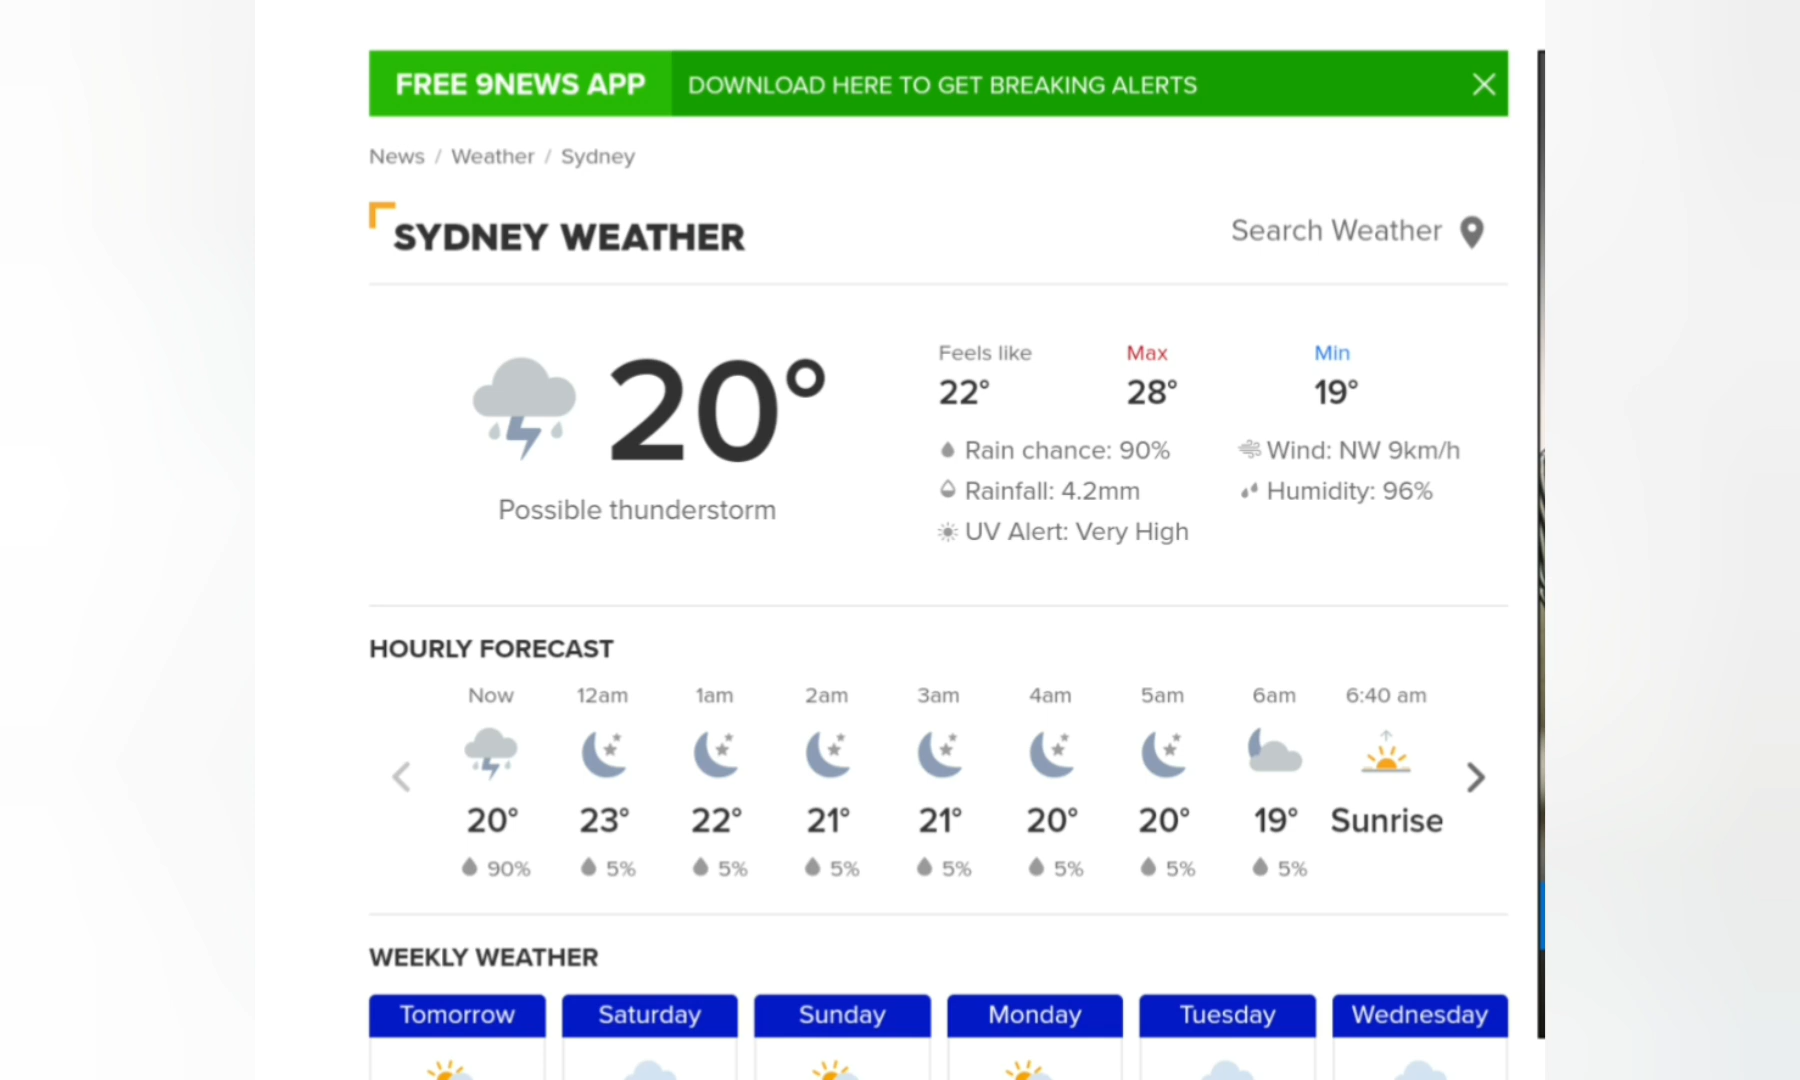 FREE 9NEWS APP DOWNLOAD HERE TO GET BREAKING ALERTS
News / Weather / Sydney
SYDNEY WEATHER
Search Weather
20°
Possible thunderstorm
Feels like Max Min
22° 28° 19°
Rain chance: 90% Wind: NW 9km/h
Rainfall: 4.2mm Humidity: 96%
UV Alert: Very High
HOURLY FORECAST
Now 12am 1am 2am 3am 4am 5am 6am 6:40 am
20° 23° 22° 21° 21° 20° 20° 19° Sunrise
90% 5% 5% 5% 5% 5% 5% 5%
WEEKLY WEATHER
Tomorrow Saturday Sunday Monday Tuesday Wednesday